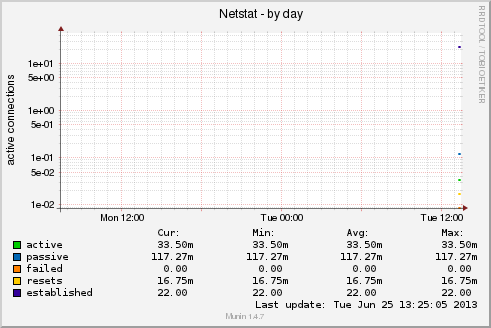 Netstat - by day
RRDTOOL / TOBI OETIKER
active connections
1e+01
5e+00
1e+00
5e-01
1e-01
5e-02
1e-02
Mon 12:00 Tue 00:00 Tue 12:00
Cur: Min: Avg: Max:
active 33.50m 33.50m 33.50m 33.50m
passive 117.27m 117.27m 117.27m 117.27m
failed 0.00 0.00 0.00 0.00
resets 16.75m 16.75m 16.75m 16.75m
established 22.00 22.00 22.00 22.00
Last update: Tue Jun 25 13:25:05 2013
Munin 1.4.7